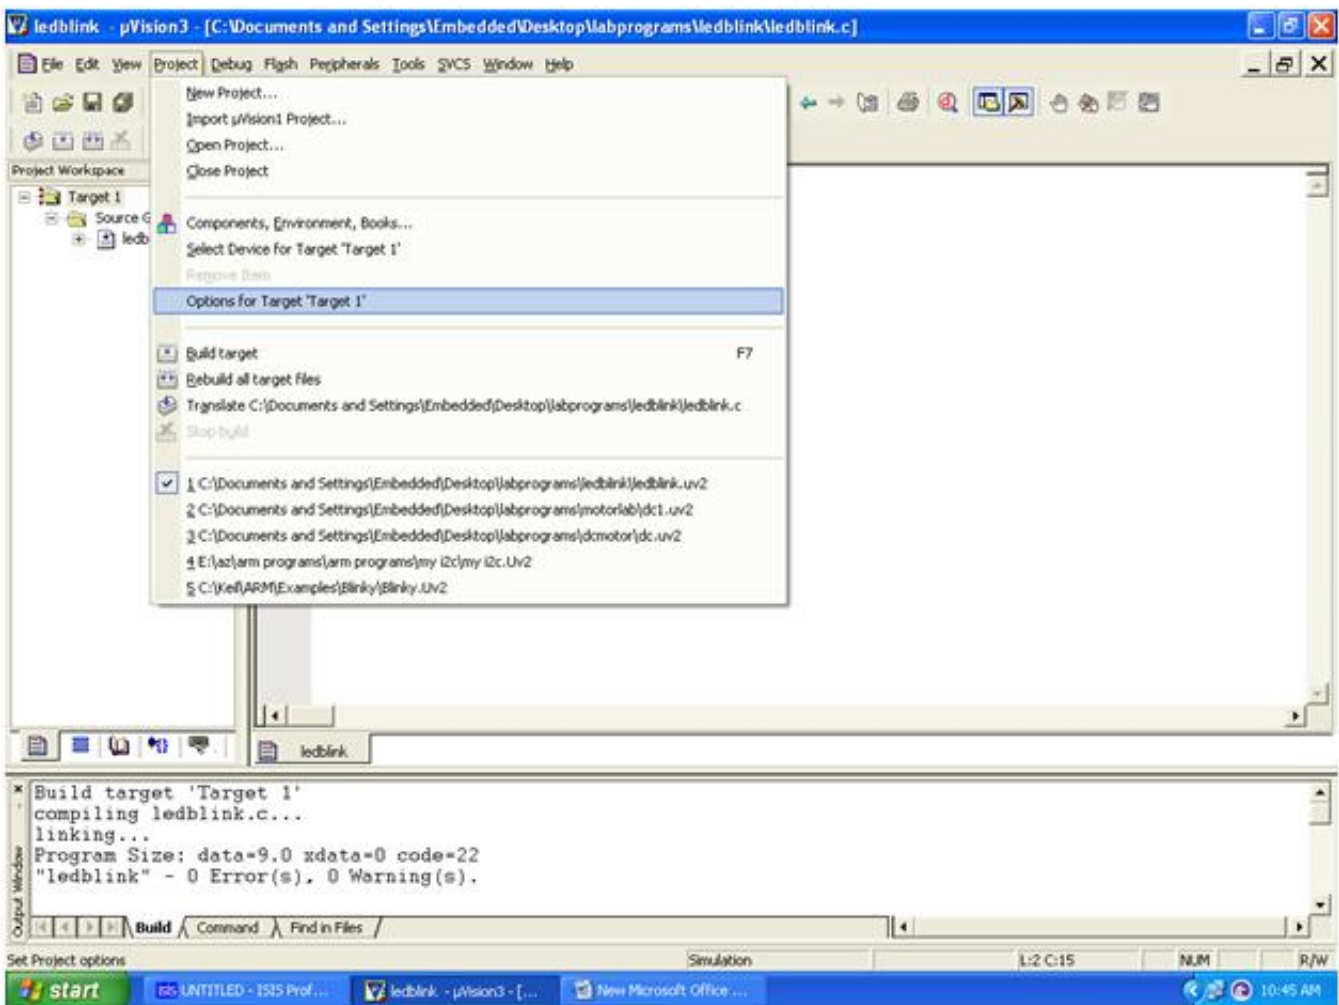 ledblink - µVision3 - [C:\Documents and Settings\Embedded\Desktop\labprograms\ledblink\ledblink.c]
File Edit View Project Debug Flash Peripherals Tools SVCS Window Help
New Project...
Import µVision1 Project...
Open Project...
Close Project
Components, Environment, Books...
Select Device for Target 'Target 1'
Remove Item
Options for Target 'Target 1'
Build target F7
Rebuild all target files
Translate C:\Documents and Settings\Embedded\Desktop\labprograms\ledblink\ledblink.c
Stop build
1 C:\Documents and Settings\Embedded\Desktop\labprograms\ledblink\ledblink.uv2
2 C:\Documents and Settings\Embedded\Desktop\labprograms\motorlab\dc1.uv2
3 C:\Documents and Settings\Embedded\Desktop\labprograms\dcmotor\dc.uv2
4 E:\az\arm programs\arm programs\my i2c\my i2c.Uv2
5 C:\Keil\ARM\Examples\Blinky\Blinky.Uv2
Project Workspace
Target 1
Source G
ledb
ledblink
Build target 'Target 1'
compiling ledblink.c...
linking...
Program Size: data=9.0 xdata=0 code=22
"ledblink" - 0 Error(s), 0 Warning(s).
Output Window
Build Command Find in Files
Set Project options Simulation L:2 C:15 NUM R/W
start UNTITLED - ISIS Prof... ledblink - µVision3 - [... New Microsoft Office ... 10:45 AM